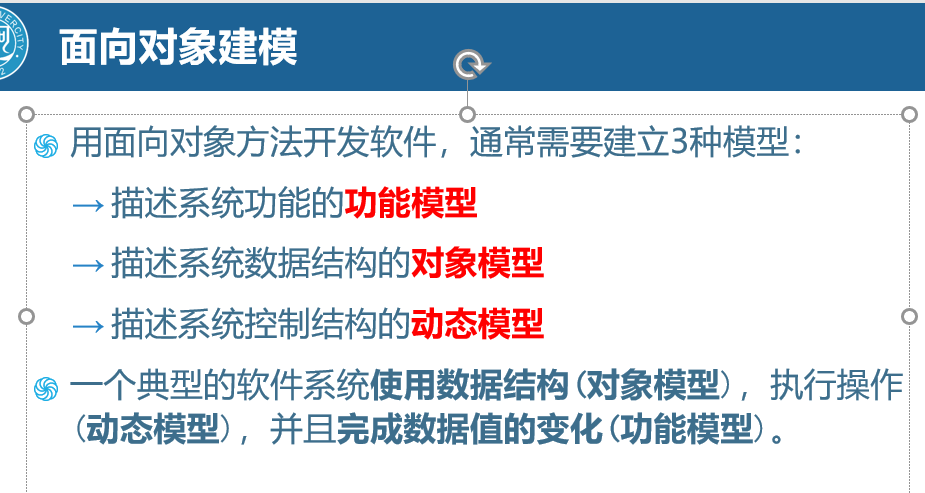 面向对象建模
用面向对象方法开发软件，通常需要建立3种模型：
→描述系统功能的功能模型
→描述系统数据结构的对象模型
→描述系统控制结构的动态模型
一个典型的软件系统使用数据结构(对象模型)，执行操作
(动态模型)，并且完成数据值的变化(功能模型)。